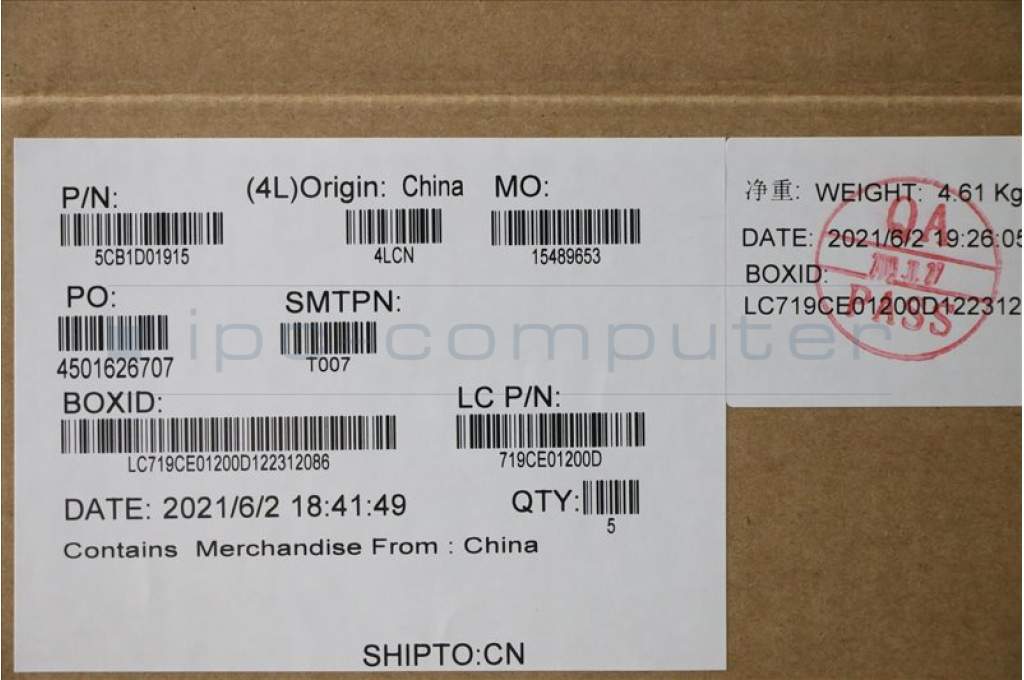 P/N: (4L)Origin: China MO:
5CB1D01915 4LCN 15489653
PO: SMTPN:
4501626707 T007
BOXID: LC P/N:
LC719CE01200D122312086 719CE01200D
DATE: 2021/6/2 18:41:49 QTY:
5
Contains Merchandise From : China
SHIPTO:CN
净重: WEIGHT: 4.61 Kg
DATE: 2021/6/2 19:26:05
BOXID:
LC719CE01200D122312
QA
PASS
ipc-computer